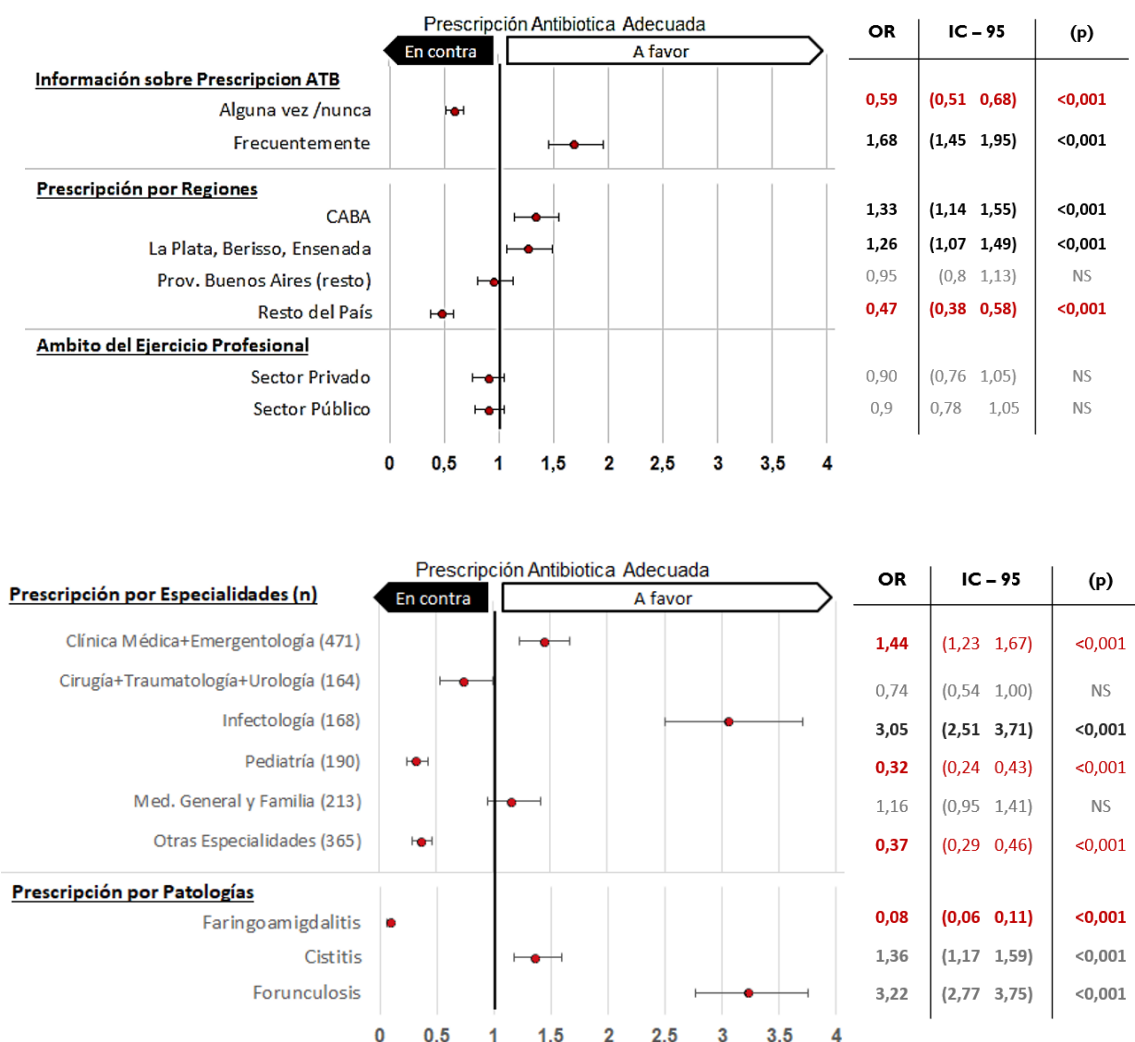 Prescripción Antibiotica Adecuada
OR IC – 95 (p)
En contra A favor
Información sobre Prescripcion ATB
Alguna vez /nunca 0,59 (0,51 0,68) <0,001
Frecuentemente 1,68 (1,45 1,95) <0,001
Prescripción por Regiones
CABA 1,33 (1,14 1,55) <0,001
La Plata, Berisso, Ensenada 1,26 (1,07 1,49) <0,001
Prov. Buenos Aires (resto) 0,95 (0,8 1,13) NS
Resto del País 0,47 (0,38 0,58) <0,001
Ambito del Ejercicio Profesional
Sector Privado 0,90 (0,76 1,05) NS
Sector Público 0,9 0,78 1,05 NS
0 0,5 1 1,5 2 2,5 3 3,5 4
Prescripción Antibiotica Adecuada
OR IC – 95 (p)
Prescripción por Especialidades (n) En contra A favor
Clínica Médica+Emergentología (471) 1,44 (1,23 1,67) <0,001
Cirugía+Traumatología+Urología (164) 0,74 (0,54 1,00) NS
Infectología (168) 3,05 (2,51 3,71) <0,001
Pediatría (190) 0,32 (0,24 0,43) <0,001
Med. General y Familia (213) 1,16 (0,95 1,41) NS
Otras Especialidades (365) 0,37 (0,29 0,46) <0,001
Prescripción por Patologías
Faringoamigdalitis 0,08 (0,06 0,11) <0,001
Cistitis 1,36 (1,17 1,59) <0,001
Forunculosis 3,22 (2,77 3,75) <0,001
0 0.5 1 1.5 2 2.5 3 3.5 4